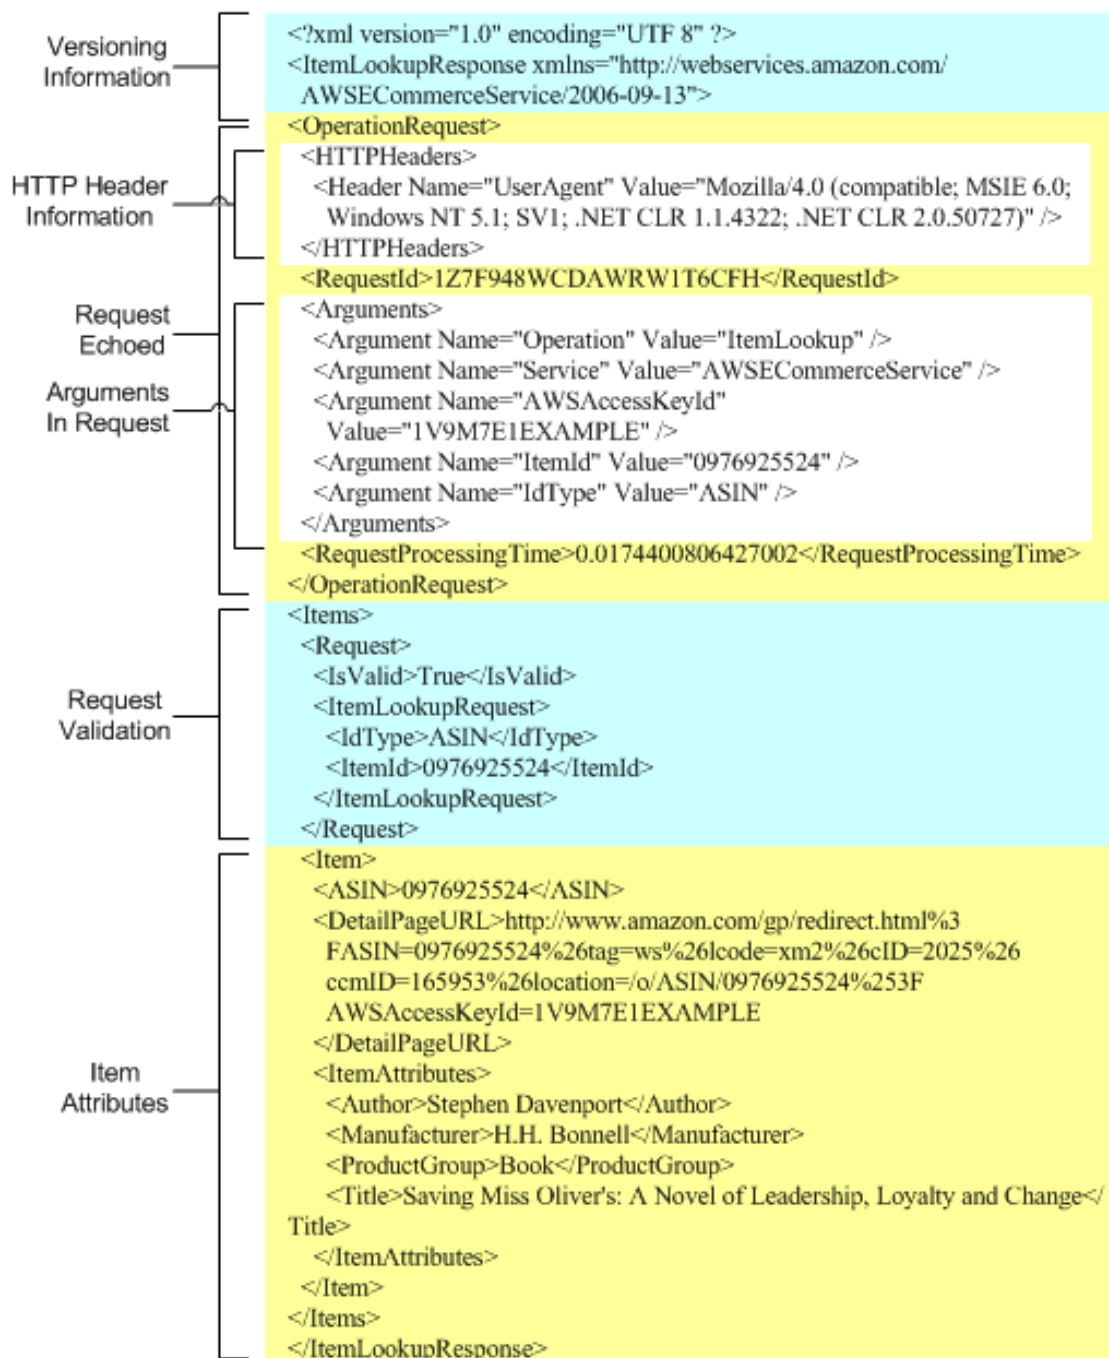 Versioning
Information
<?xml version="1.0" encoding="UTF 8" ?>
<ItemLookupResponse xmlns="http://webservices.amazon.com/
AWSECommerceService/2006-09-13">
<OperationRequest>
HTTP Header
Information
<HTTPHeaders>
<Header Name="UserAgent" Value="Mozilla/4.0 (compatible; MSIE 6.0;
Windows NT 5.1; SV1; .NET CLR 1.1.4322; .NET CLR 2.0.50727)" />
</HTTPHeaders>
<RequestId>1Z7F948WCDAWRW1T6CFH</RequestId>
Request
Echoed
Arguments
In Request
<Arguments>
<Argument Name="Operation" Value="ItemLookup" />
<Argument Name="Service" Value="AWSECommerceService" />
<Argument Name="AWSAccessKeyId"
Value="1V9M7E1EXAMPLE" />
<Argument Name="ItemId" Value="0976925524" />
<Argument Name="IdType" Value="ASIN" />
</Arguments>
<RequestProcessingTime>0.0174400806427002</RequestProcessingTime>
</OperationRequest>
Request
Validation
<Items>
<Request>
<IsValid>True</IsValid>
<ItemLookupRequest>
<IdType>ASIN</IdType>
<ItemId>0976925524</ItemId>
</ItemLookupRequest>
</Request>
Item
Attributes
<Item>
<ASIN>0976925524</ASIN>
<DetailPageURL>http://www.amazon.com/gp/redirect.html%3
FASIN=0976925524%26tag=ws%26lcode=xm2%26cID=2025%26
ccmID=165953%26location=/o/ASIN/0976925524%253F
AWSAccessKeyId=1V9M7E1EXAMPLE
</DetailPageURL>
<ItemAttributes>
<Author>Stephen Davenport</Author>
<Manufacturer>H.H. Bonnell</Manufacturer>
<ProductGroup>Book</ProductGroup>
<Title>Saving Miss Oliver's: A Novel of Leadership, Loyalty and Change</
Title>
</ItemAttributes>
</Item>
</Items>
</ItemLookupResponse>